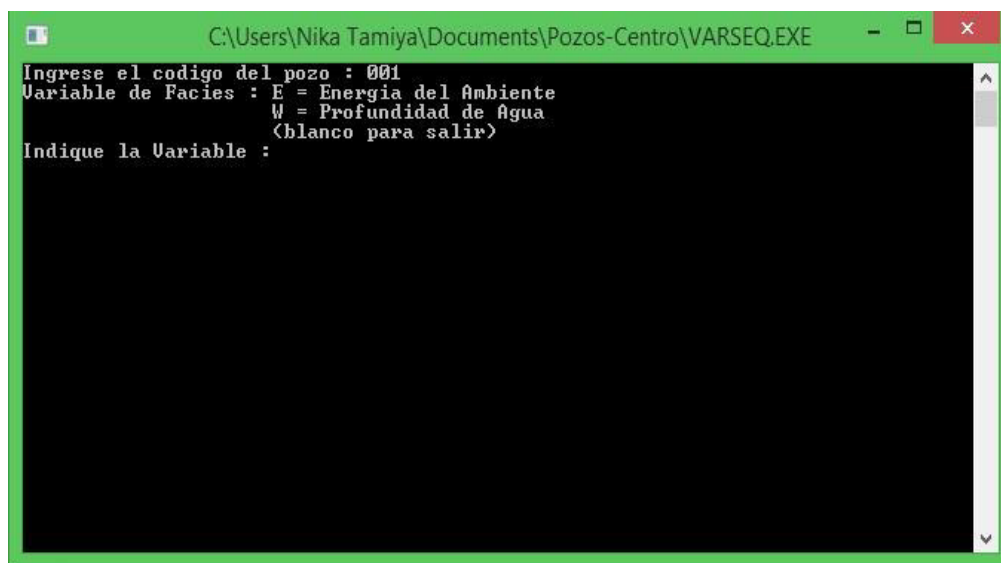 C:\Users\Nika Tamiya\Documents\Pozos-Centro\VARSEQ.EXE
Ingrese el codigo del pozo : 001
Variable de Facies : E = Energia del Ambiente
W = Profundidad de Agua
(blanco para salir)
Indique la Variable :